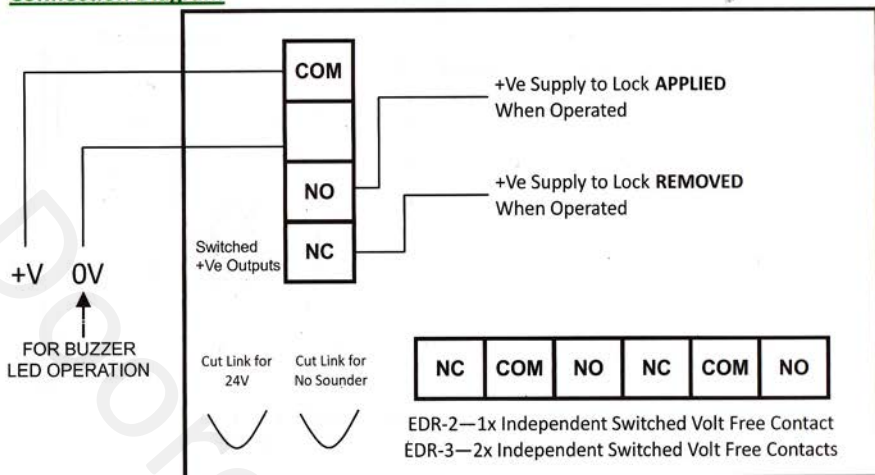 COM
+Ve Supply to Lock APPLIED
When Operated
NO
+Ve Supply to Lock REMOVED
When Operated
Switched
+Ve Outputs
NC
+V 0V
FOR BUZZER
LED OPERATION
Cut Link for
24V
Cut Link for
No Sounder
NC COM NO NC COM NO
EDR-2—1x Independent Switched Volt Free Contact
EDR-3—2x Independent Switched Volt Free Contacts